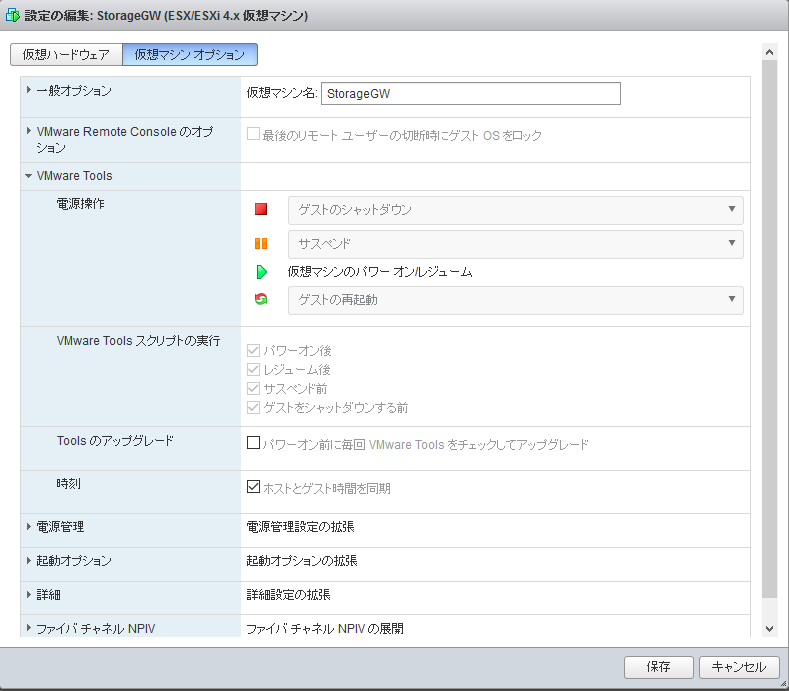 設定の編集: StorageGW (ESX/ESXi 4.x 仮想マシン)
仮想ハードウェア 仮想マシン オプション
一般オプション 仮想マシン名: StorageGW
VMware Remote Console のオプ
ション
最後のリモート ユーザーの切断時にゲスト OS をロック
VMware Tools
電源操作
ゲストのシャットダウン
サスペンド
仮想マシンのパワー オン/レジューム
ゲストの再起動
VMware Tools スクリプトの実行
パワーオン後
レジューム後
サスペンド前
ゲストをシャットダウンする前
Tools のアップグレード
パワーオン前に毎回 VMware Tools をチェックしてアップグレード
時刻
ホストとゲスト時間を同期
電源管理 電源管理設定の拡張
起動オプション 起動オプションの拡張
詳細 詳細設定の拡張
ファイバ チャネル NPIV ファイバ チャネル NPIV の展開
保存 キャンセル